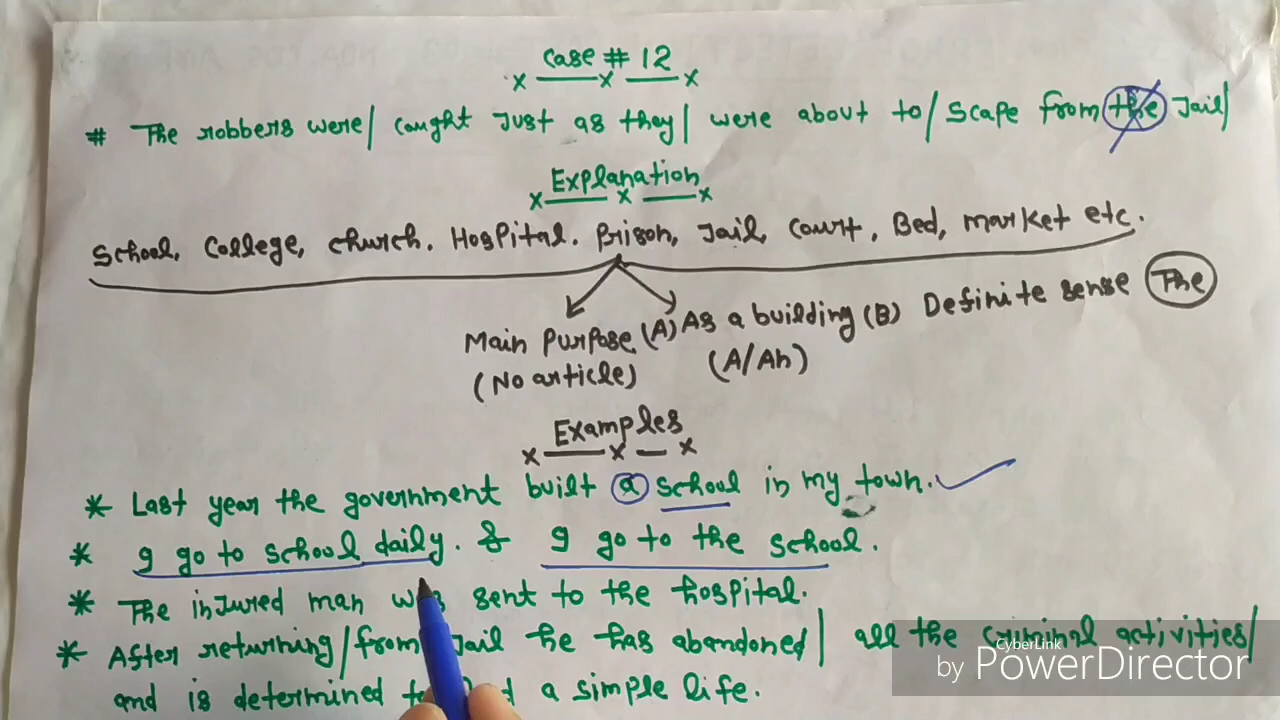 Case # 12
# The robbers were/ caught Just as they/ were about to/ Scape from the Jail/
Explanation
School, College, church. Hospital. Prison, Jail, Court, Bed, market etc.
Main Purpose (A) As a building (B) Definite sense The
(No article) (A/An)
Examples
* Last year the government built a school in my town.
* I go to school daily. & I go to the school.
* The injured man was sent to the hospital.
* After returning/from Jail he has abandoned/ all the criminal activities/
and is determined a simple life.
CyberLink
by PowerDirector